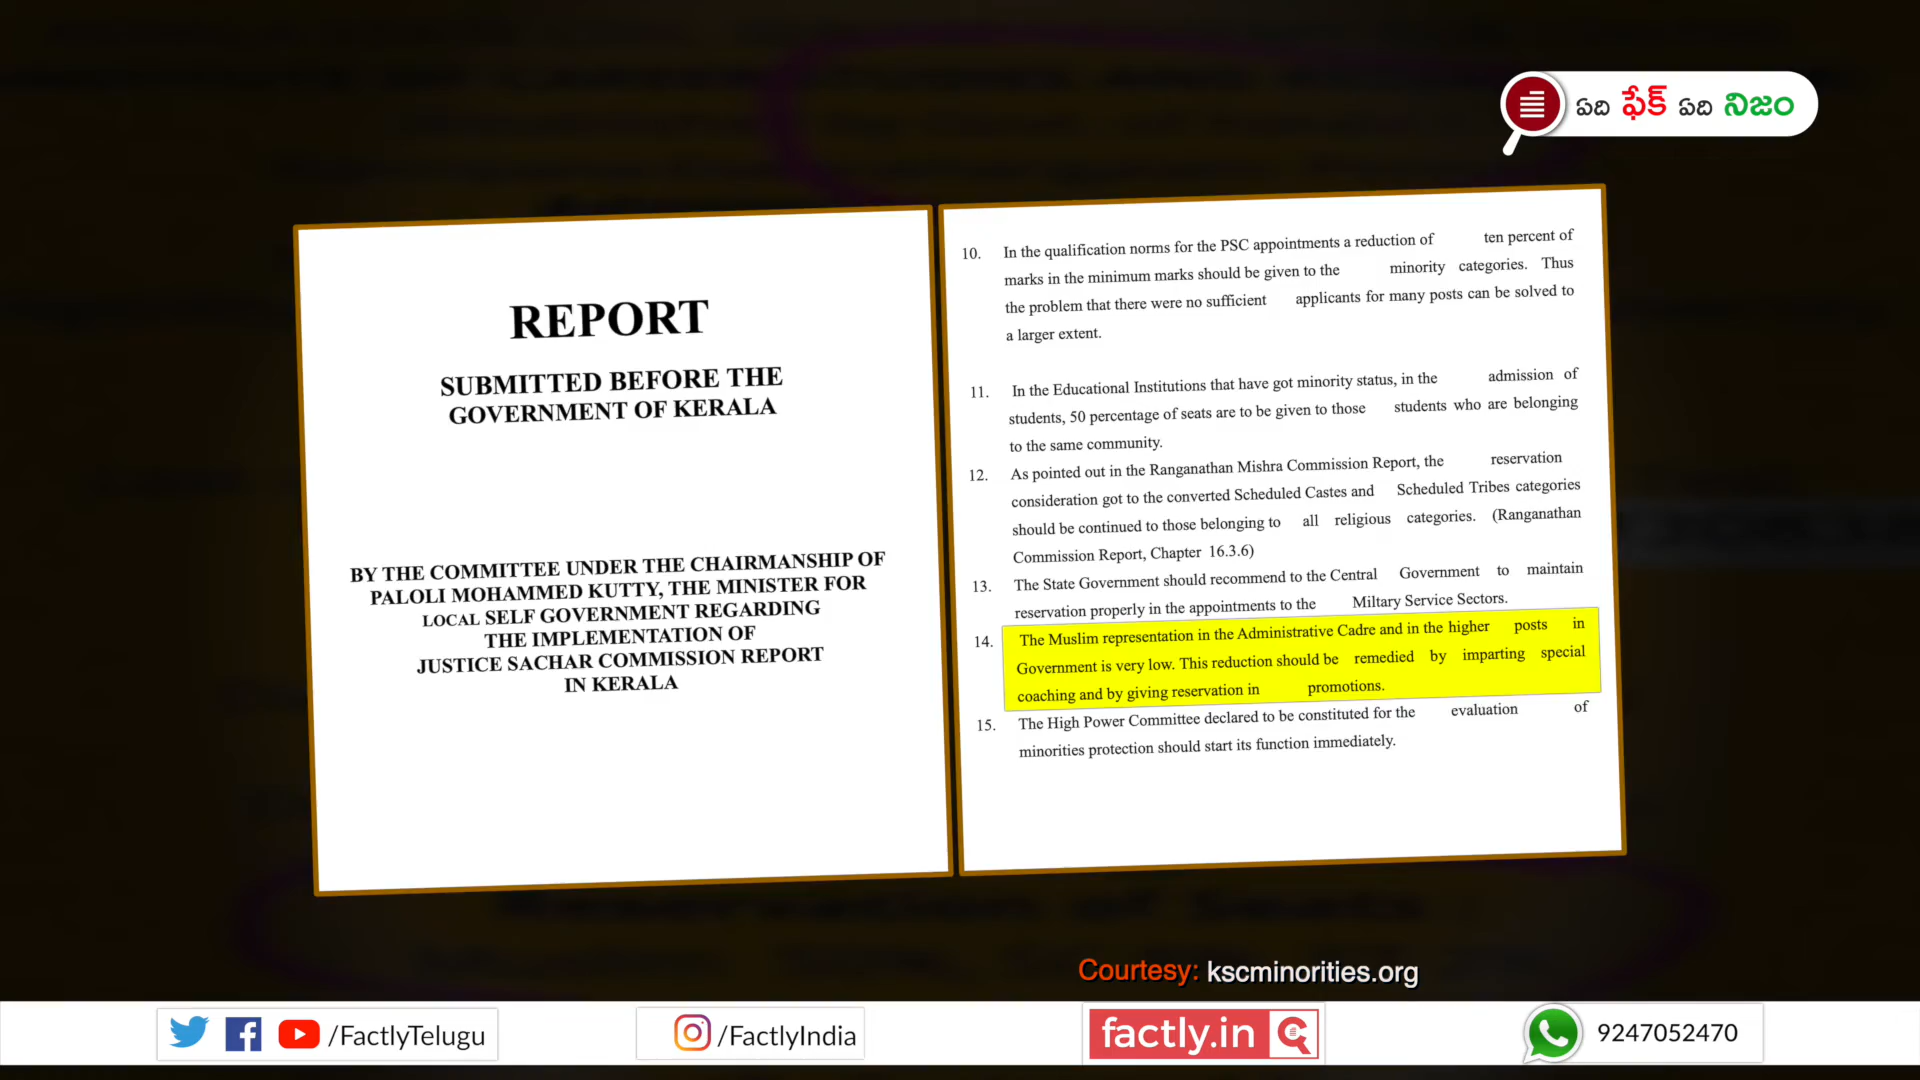 ఏది ఫేక్ ఏది నిజం
REPORT
SUBMITTED BEFORE THE
GOVERNMENT OF KERALA
BY THE COMMITTEE UNDER THE CHAIRMANSHIP OF
PALOLI MOHAMMED KUTTY, THE MINISTER FOR
LOCAL SELF GOVERNMENT REGARDING
THE IMPLEMENTATION OF
JUSTICE SACHAR COMMISSION REPORT
IN KERALA
10. In the qualification norms for the PSC appointments a reduction of ten percent of
marks in the minimum marks should be given to the minority categories. Thus
the problem that there were no sufficient applicants for many posts can be solved to
a larger extent.
11. In the Educational Institutions that have got minority status, in the admission of
students, 50 percentage of seats are to be given to those students who are belonging
to the same community.
12. As pointed out in the Ranganathan Mishra Commission Report, the reservation
consideration got to the converted Scheduled Castes and Scheduled Tribes categories
should be continued to those belonging to all religious categories. (Ranganathan
Commission Report, Chapter 16.3.6)
13. The State Government should recommend to the Central Government to maintain
reservation properly in the appointments to the Miltary Service Sectors.
14. The Muslim representation in the Administrative Cadre and in the higher posts in
Government is very low. This reduction should be remedied by imparting special
coaching and by giving reservation in promotions.
15. The High Power Committee declared to be constituted for the evaluation of
minorities protection should start its function immediately.
Courtesy: kscminorities.org
/FactlyTelugu
/FactlyIndia
factly.in
9247052470